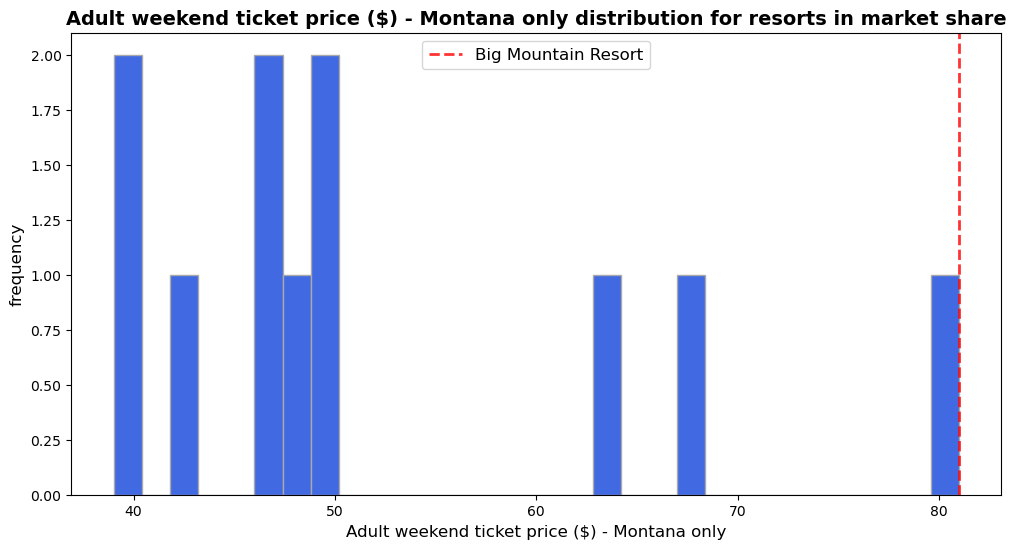 Adult weekend ticket price ($) - Montana only distribution for resorts in market share
Big Mountain Resort
frequency
2.00
1.75
1.50
1.25
1.00
0.75
0.50
0.25
0.00
40 50 60 70 80
Adult weekend ticket price ($) - Montana only